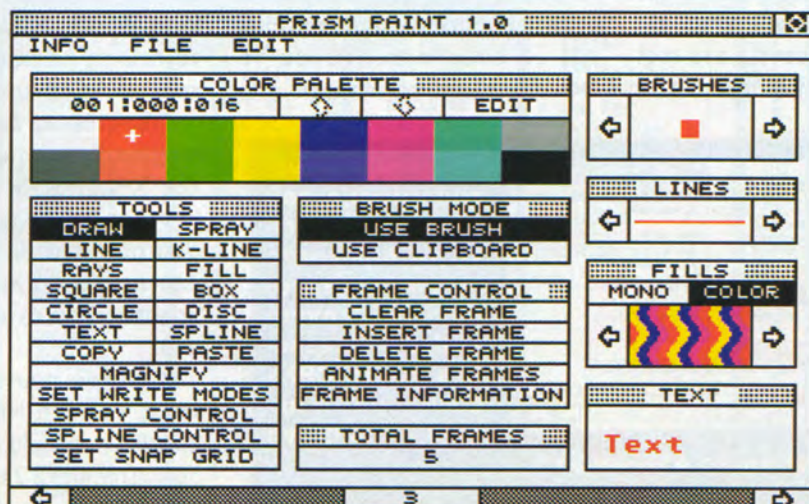 PRISM PAINT 1.0
INFO FILE EDIT
COLOR PALETTE
001:000:016 EDIT
TOOLS
DRAW SPRAY
LINE K-LINE
RAYS FILL
SQUARE BOX
CIRCLE DISC
TEXT SPLINE
COPY PASTE
MAGNIFY
SET WRITE MODES
SPRAY CONTROL
SPLINE CONTROL
SET SNAP GRID
BRUSH MODE
USE BRUSH
USE CLIPBOARD
FRAME CONTROL
CLEAR FRAME
INSERT FRAME
DELETE FRAME
ANIMATE FRAMES
FRAME INFORMATION
TOTAL FRAMES
5
BRUSHES
LINES
FILLS
MONO COLOR
TEXT
Text
3